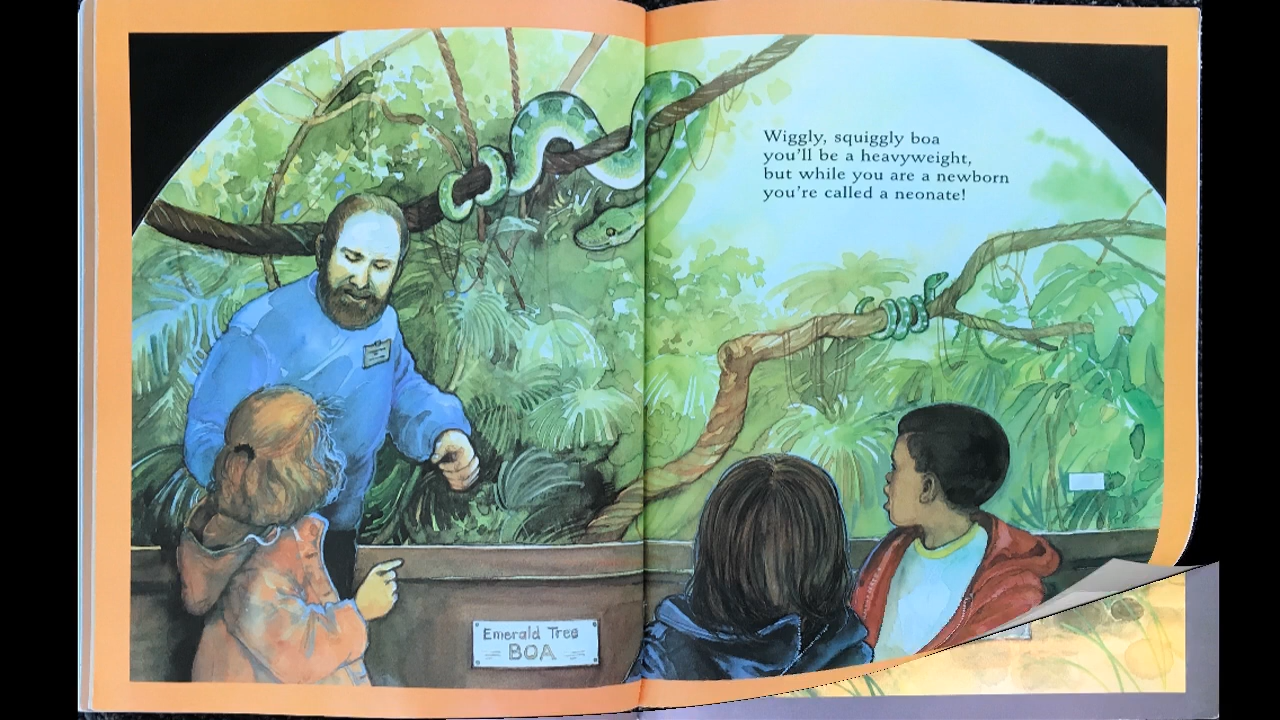 Wiggly, squiggly boa
you'll be a heavyweight,
but while you are a newborn
you're called a neonate!
Emerald Tree
BOA